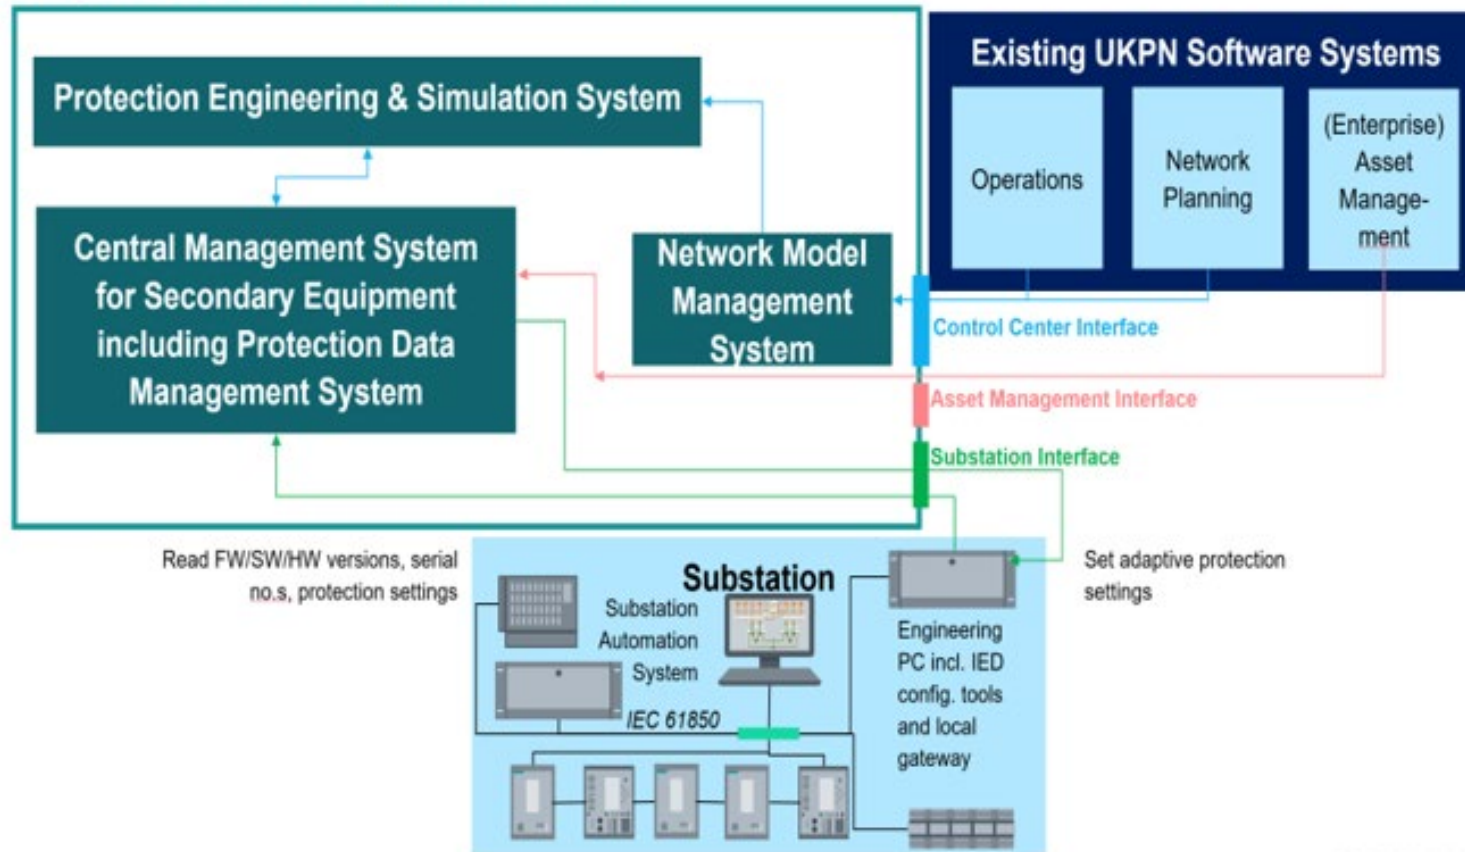 Existing UKPN Software Systems
Protection Engineering & Simulation System
Operations
Network
Planning
(Enterprise)
Asset
Manage-
ment
Central Management System
for Secondary Equipment
including Protection Data
Management System
Network Model
Management
System
Control Center Interface
Asset Management Interface
Substation Interface
Read FW/SW/HW versions, serial
no.s, protection settings
Set adaptive protection
settings
Substation
Substation
Automation
System
IEC 61850
Engineering
PC incl. IED
config. tools
and local
gateway